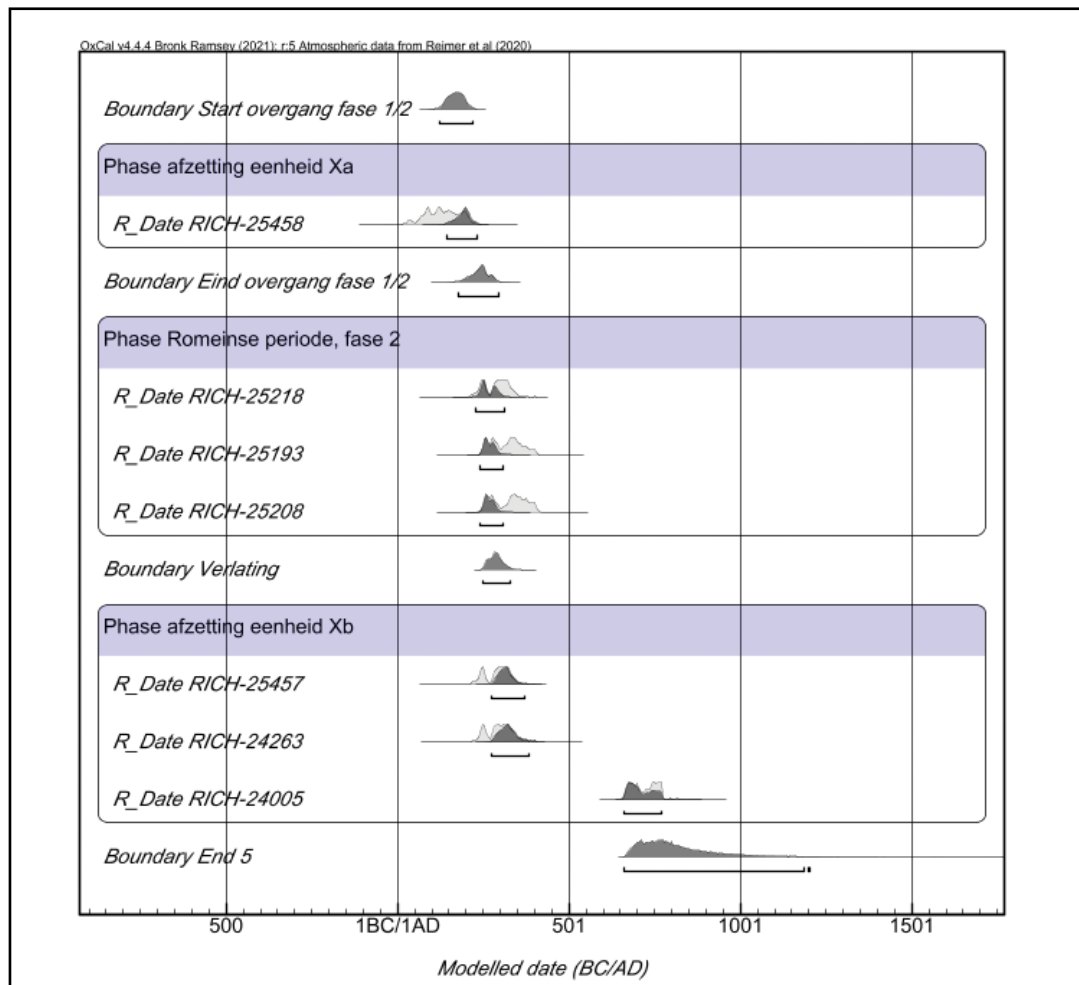 OxCal v4.4.4 Bronk Ramsey (2021); r:5 Atmospheric data from Reimer et al (2020)
Boundary Start overgang fase 1/2
Phase afzetting eenheid Xa
R_Date RICH-25458
Boundary Eind overgang fase 1/2
Phase Romeinse periode, fase 2
R_Date RICH-25218
R_Date RICH-25193
R_Date RICH-25208
Boundary Verlating
Phase afzetting eenheid Xb
R_Date RICH-25457
R_Date RICH-24263
R_Date RICH-24005
Boundary End 5
500 1BC/1AD 501 1001 1501
Modelled date (BC/AD)